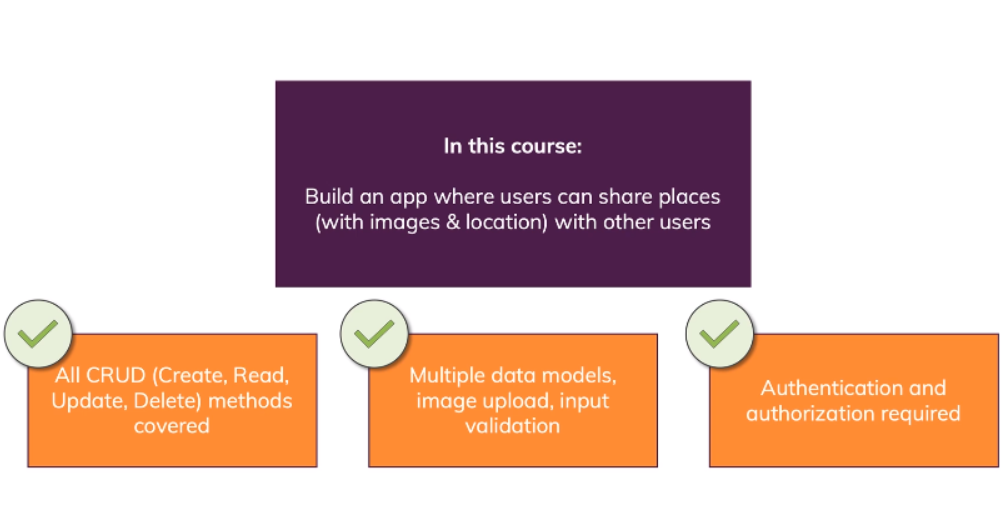 In this course:
Build an app where users can share places
(with images & location) with other users
All CRUD (Create, Read,
Update, Delete) methods
covered
Multiple data models,
image upload, input
validation
Authentication and
authorization required